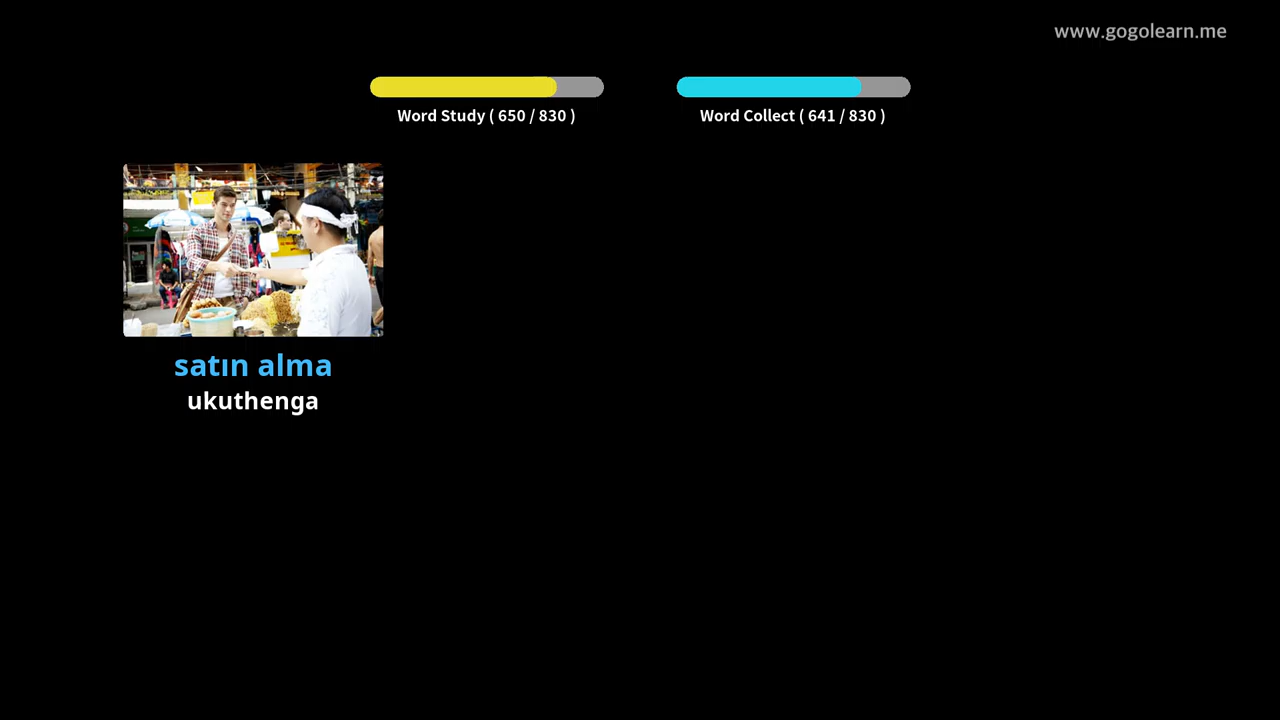 www.gogolearn.me
Word Study ( 650 / 830 )
Word Collect ( 641 / 830 )
satın alma
ukuthenga